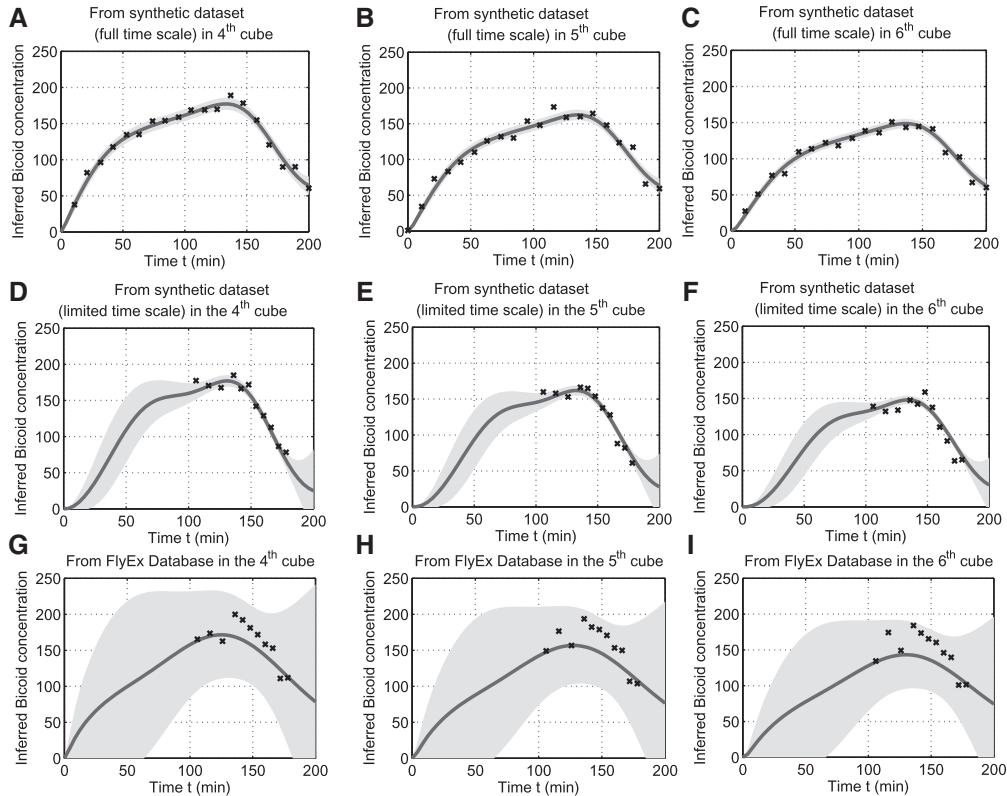 A
From synthetic dataset
(full time scale) in 4th cube
Inferred Bicoid concentration
250
200
150
100
50
0
0 50 100 150 200
Time t (min)
B
From synthetic dataset
(full time scale) in 5th cube
Inferred Bicoid concentration
250
200
150
100
50
0
0 50 100 150 200
Time t (min)
C
From synthetic dataset
(full time scale) in 6th cube
Inferred Bicoid concentration
250
200
150
100
50
0
0 50 100 150 200
Time t (min)
D
From synthetic dataset
(limited time scale) in the 4th cube
Inferred Bicoid concentration
250
200
150
100
50
0
0 50 100 150 200
Time t (min)
E
From synthetic dataset
(limited time scale) in the 5th cube
Inferred Bicoid concentration
250
200
150
100
50
0
0 50 100 150 200
Time t (min)
F
From synthetic dataset
(limited time scale) in the 6th cube
Inferred Bicoid concentration
250
200
150
100
50
0
0 50 100 150 200
Time t (min)
G
From FlyEx Database in the 4th cube
Inferred Bicoid concentration
250
200
150
100
50
0
0 50 100 150 200
Time t (min)
H
From FlyEx Database in the 5th cube
Inferred Bicoid concentration
250
200
150
100
50
0
0 50 100 150 200
Time t (min)
I
From FlyEx Database in the 6th cube
Inferred Bicoid concentration
250
200
150
100
50
0
0 50 100 150 200
Time t (min)